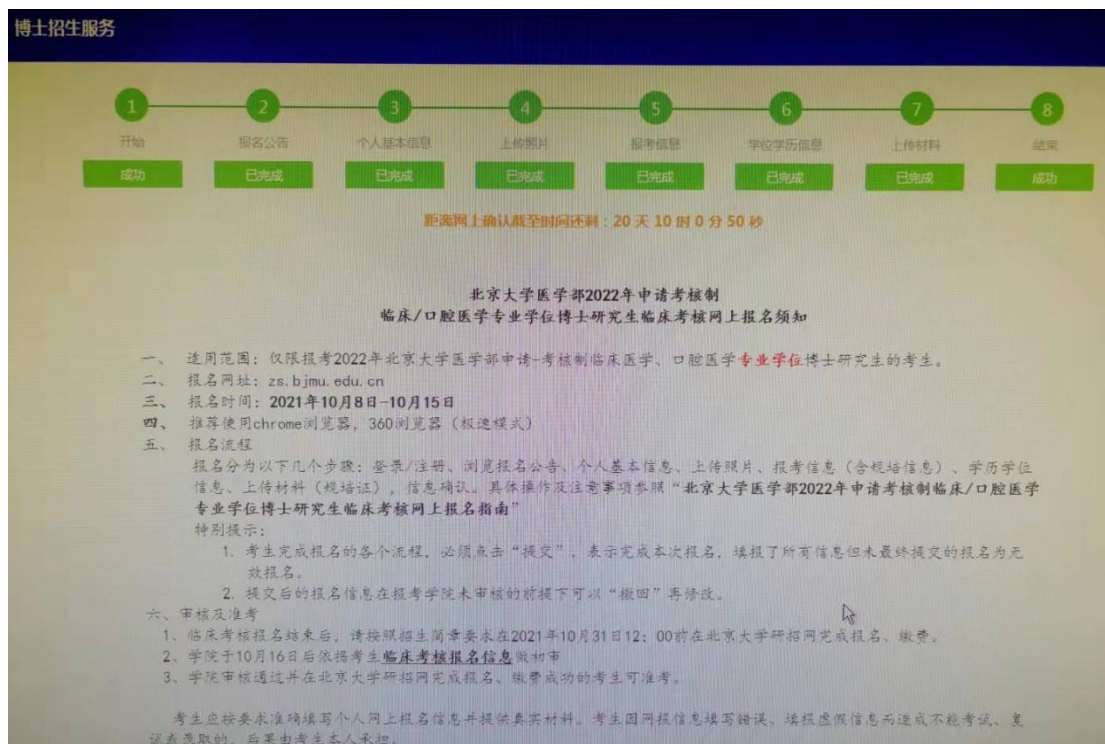 博士招生服务
1 2 3 4 5 6 7 8
开始 报名公告 个人基本信息 上传照片 报考信息 学位学历信息 上传材料 结束
成功 已完成 已完成 已完成 已完成 已完成 已完成 成功
距离网上确认截至时间还剩：20 天 10 时 0 分 50 秒
北京大学医学部2022年申请考核制
临床/口腔医学专业学位博士研究生临床考核网上报名须知
一、 适用范围：仅限报考2022年北京大学医学部申请-考核制临床医学、口腔医学专业学位博士研究生的考生。
二、 报名网址：zs.bjmu.edu.cn
三、 报名时间：2021年10月8日-10月15日
四、 推荐使用chrome浏览器，360浏览器（极速模式）
五、 报名流程
报名分为以下几个步骤：登录/注册、浏览报名公告、个人基本信息、上传照片、报考信息（含规培信息）、学历学位
信息、上传材料（规培证），信息确认。具体操作及注意事项参照“北京大学医学部2022年申请考核制临床/口腔医学
专业学位博士研究生临床考核网上报名指南”
特别提示：
1. 考生完成报名的各个流程，必须点击“提交”，表示完成本次报名，填报了所有信息但未最终提交的报名为无
效报名。
2. 提交后的报名信息在报考学院未审核的前提下可以“撤回”再修改。
六、审核及准考
1、临床考核报名结束后，请按照招生简章要求在2021年10月31日12：00前在北京大学研招网完成报名、缴费。
2、学院于10月16日后依据考生临床考核报名信息做初审
3、学院审核通过并在北京大学研招网完成报名、缴费成功的考生可准考。
考生应按要求准确填写个人网上报名信息并提供真实材料。考生因网报信息填写错误、填报虚假信息而造成不能考试、复
试或录取的，后果由考生本人承担。